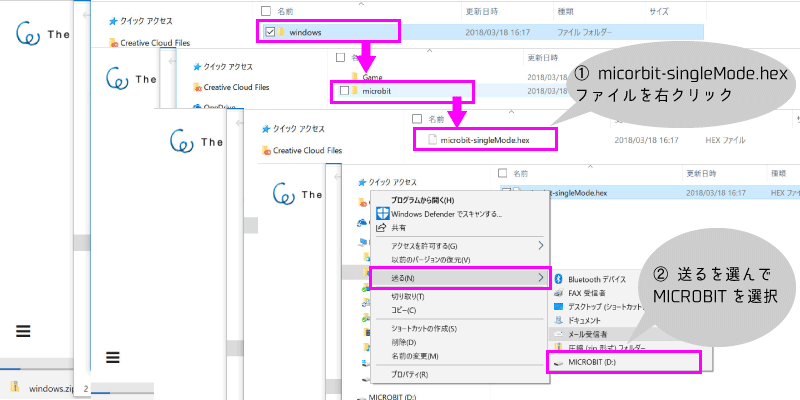 名前
更新日時
種類
サイズ
クイック アクセス
Creative Cloud Files
windows
2018/03/18 16:17
ファイル フォルダー
The
名前
クイック アクセス
Creative Cloud Files
OneDrive
Game
microbit
2018/03/18
2018/03/18
The
① micorbit-singleMode.hex
ファイルを右クリック
名前
クイック アクセス
Creative Cloud Files
microbit-singleMode.hex
2018/03/18 16:17
HEX ファイル
The
名前
更新日時
種類
クイック アクセス
-singleMode.hex
2018/03/18 16:17
HEX ファイ
The
プログラムから開く(H)
Windows Defender でスキャンする...
共有
アクセスを許可する(G)
以前のバージョンの復元(V)
送る(N)
切り取り(T)
コピー(C)
ショートカットの作成(S)
削除(D)
名前の変更(M)
プロパティ(R)
MICROBIT (D:)
Bluetooth デバイス
FAX 受信者
デスクトップ (ショートカット
ドキュメント
メール受信者
圧縮 (zip 形式) フォルダー
MICROBIT (D:)
② 送るを選んで
MICROBIT を選択
windows.zip
2